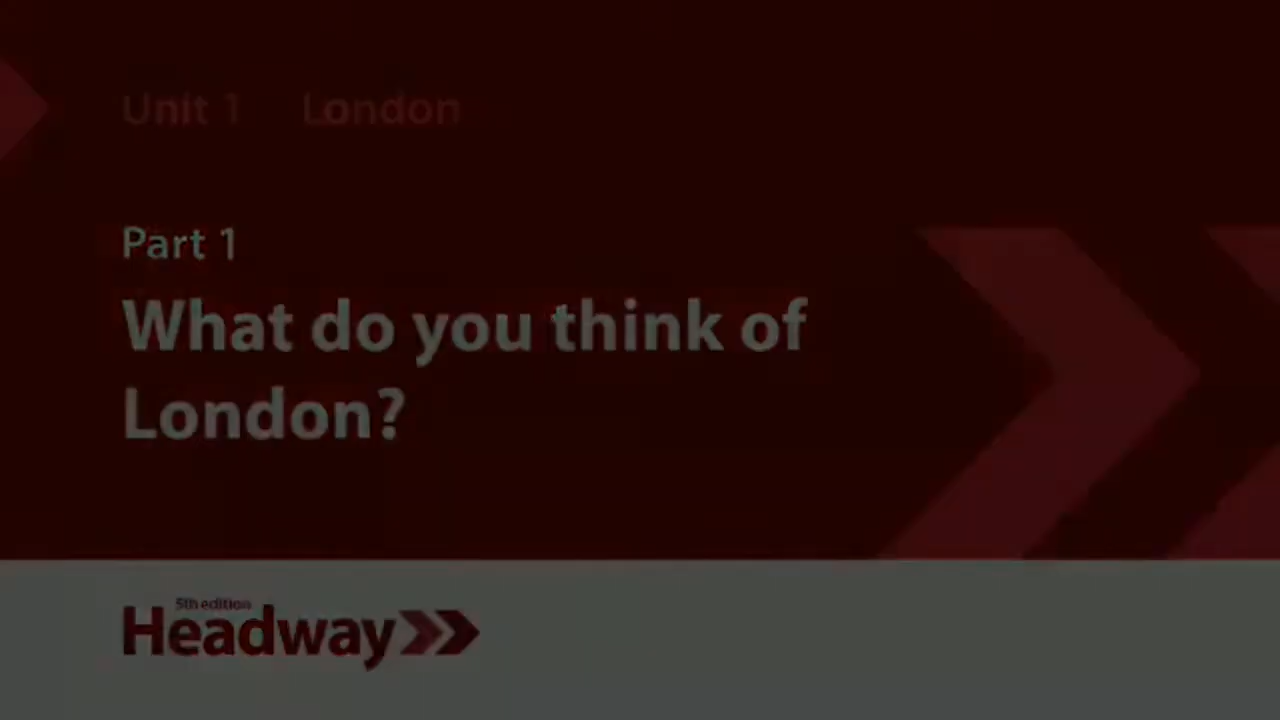 Unit 1 London
Part 1
What do you think of
London?
5th edition
Headway